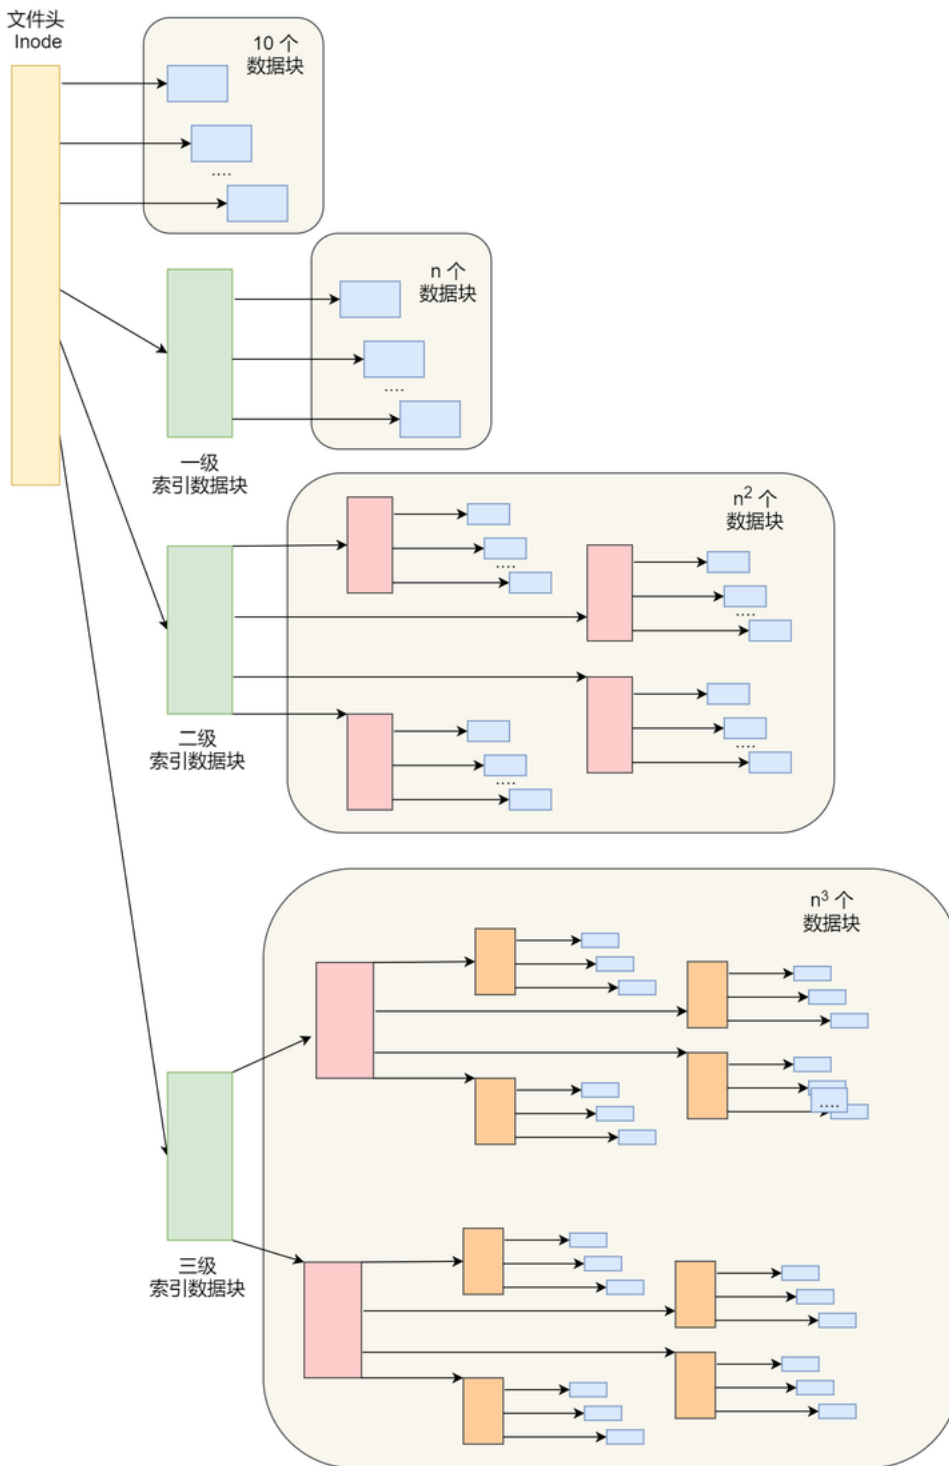 文件头
Inode
10 个
数据块
....
n 个
数据块
....
一级
索引数据块
n² 个
数据块
....
....
....
....
二级
索引数据块
n³ 个
数据块
....
三级
索引数据块